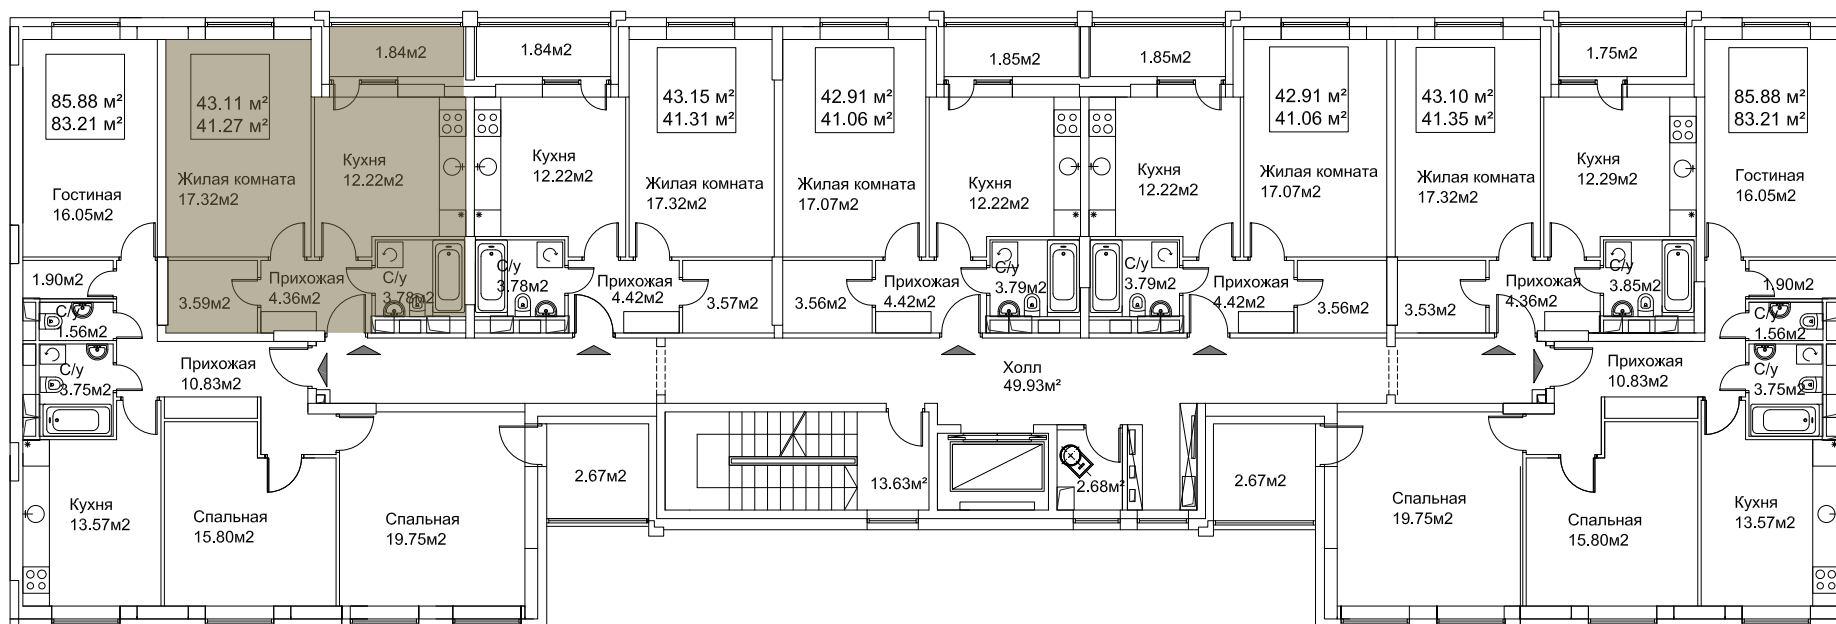 1.84м2
1.84м2
1.85м2
1.85м2
1.75м2
85.88 м²
83.21 м²
43.11 м²
41.27 м²
43.15 м²
41.31 м²
42.91 м²
41.06 м²
42.91 м²
41.06 м²
43.10 м²
41.35 м²
85.88 м²
83.21 м²
Гостиная
16.05м2
Жилая комната
17.32м2
Кухня
12.22м2
Кухня
12.22м2
Жилая комната
17.32м2
Жилая комната
17.07м2
Кухня
12.22м2
Кухня
12.22м2
Жилая комната
17.07м2
Жилая комната
17.32м2
Кухня
12.29м2
Гостиная
16.05м2
1.90м2
3.59м2
Прихожая
4.36м2
С/у
3.78м2
С/у
3.78м2
Прихожая
4.42м2
3.57м2
3.56м2
Прихожая
4.42м2
С/у
3.79м2
С/у
3.79м2
Прихожая
4.42м2
3.56м2
3.53м2
Прихожая
4.36м2
С/у
3.85м2
1.90м2
С/у
1.56м2
С/у
1.56м2
С/у
3.75м2
Прихожая
10.83м2
Холл
49.93м²
Прихожая
10.83м2
С/у
3.75м2
Кухня
13.57м2
Спальная
15.80м2
Спальная
19.75м2
2.67м2
13.63м²
2.68м²
2.67м2
Спальная
19.75м2
Спальная
15.80м2
Кухня
13.57м2